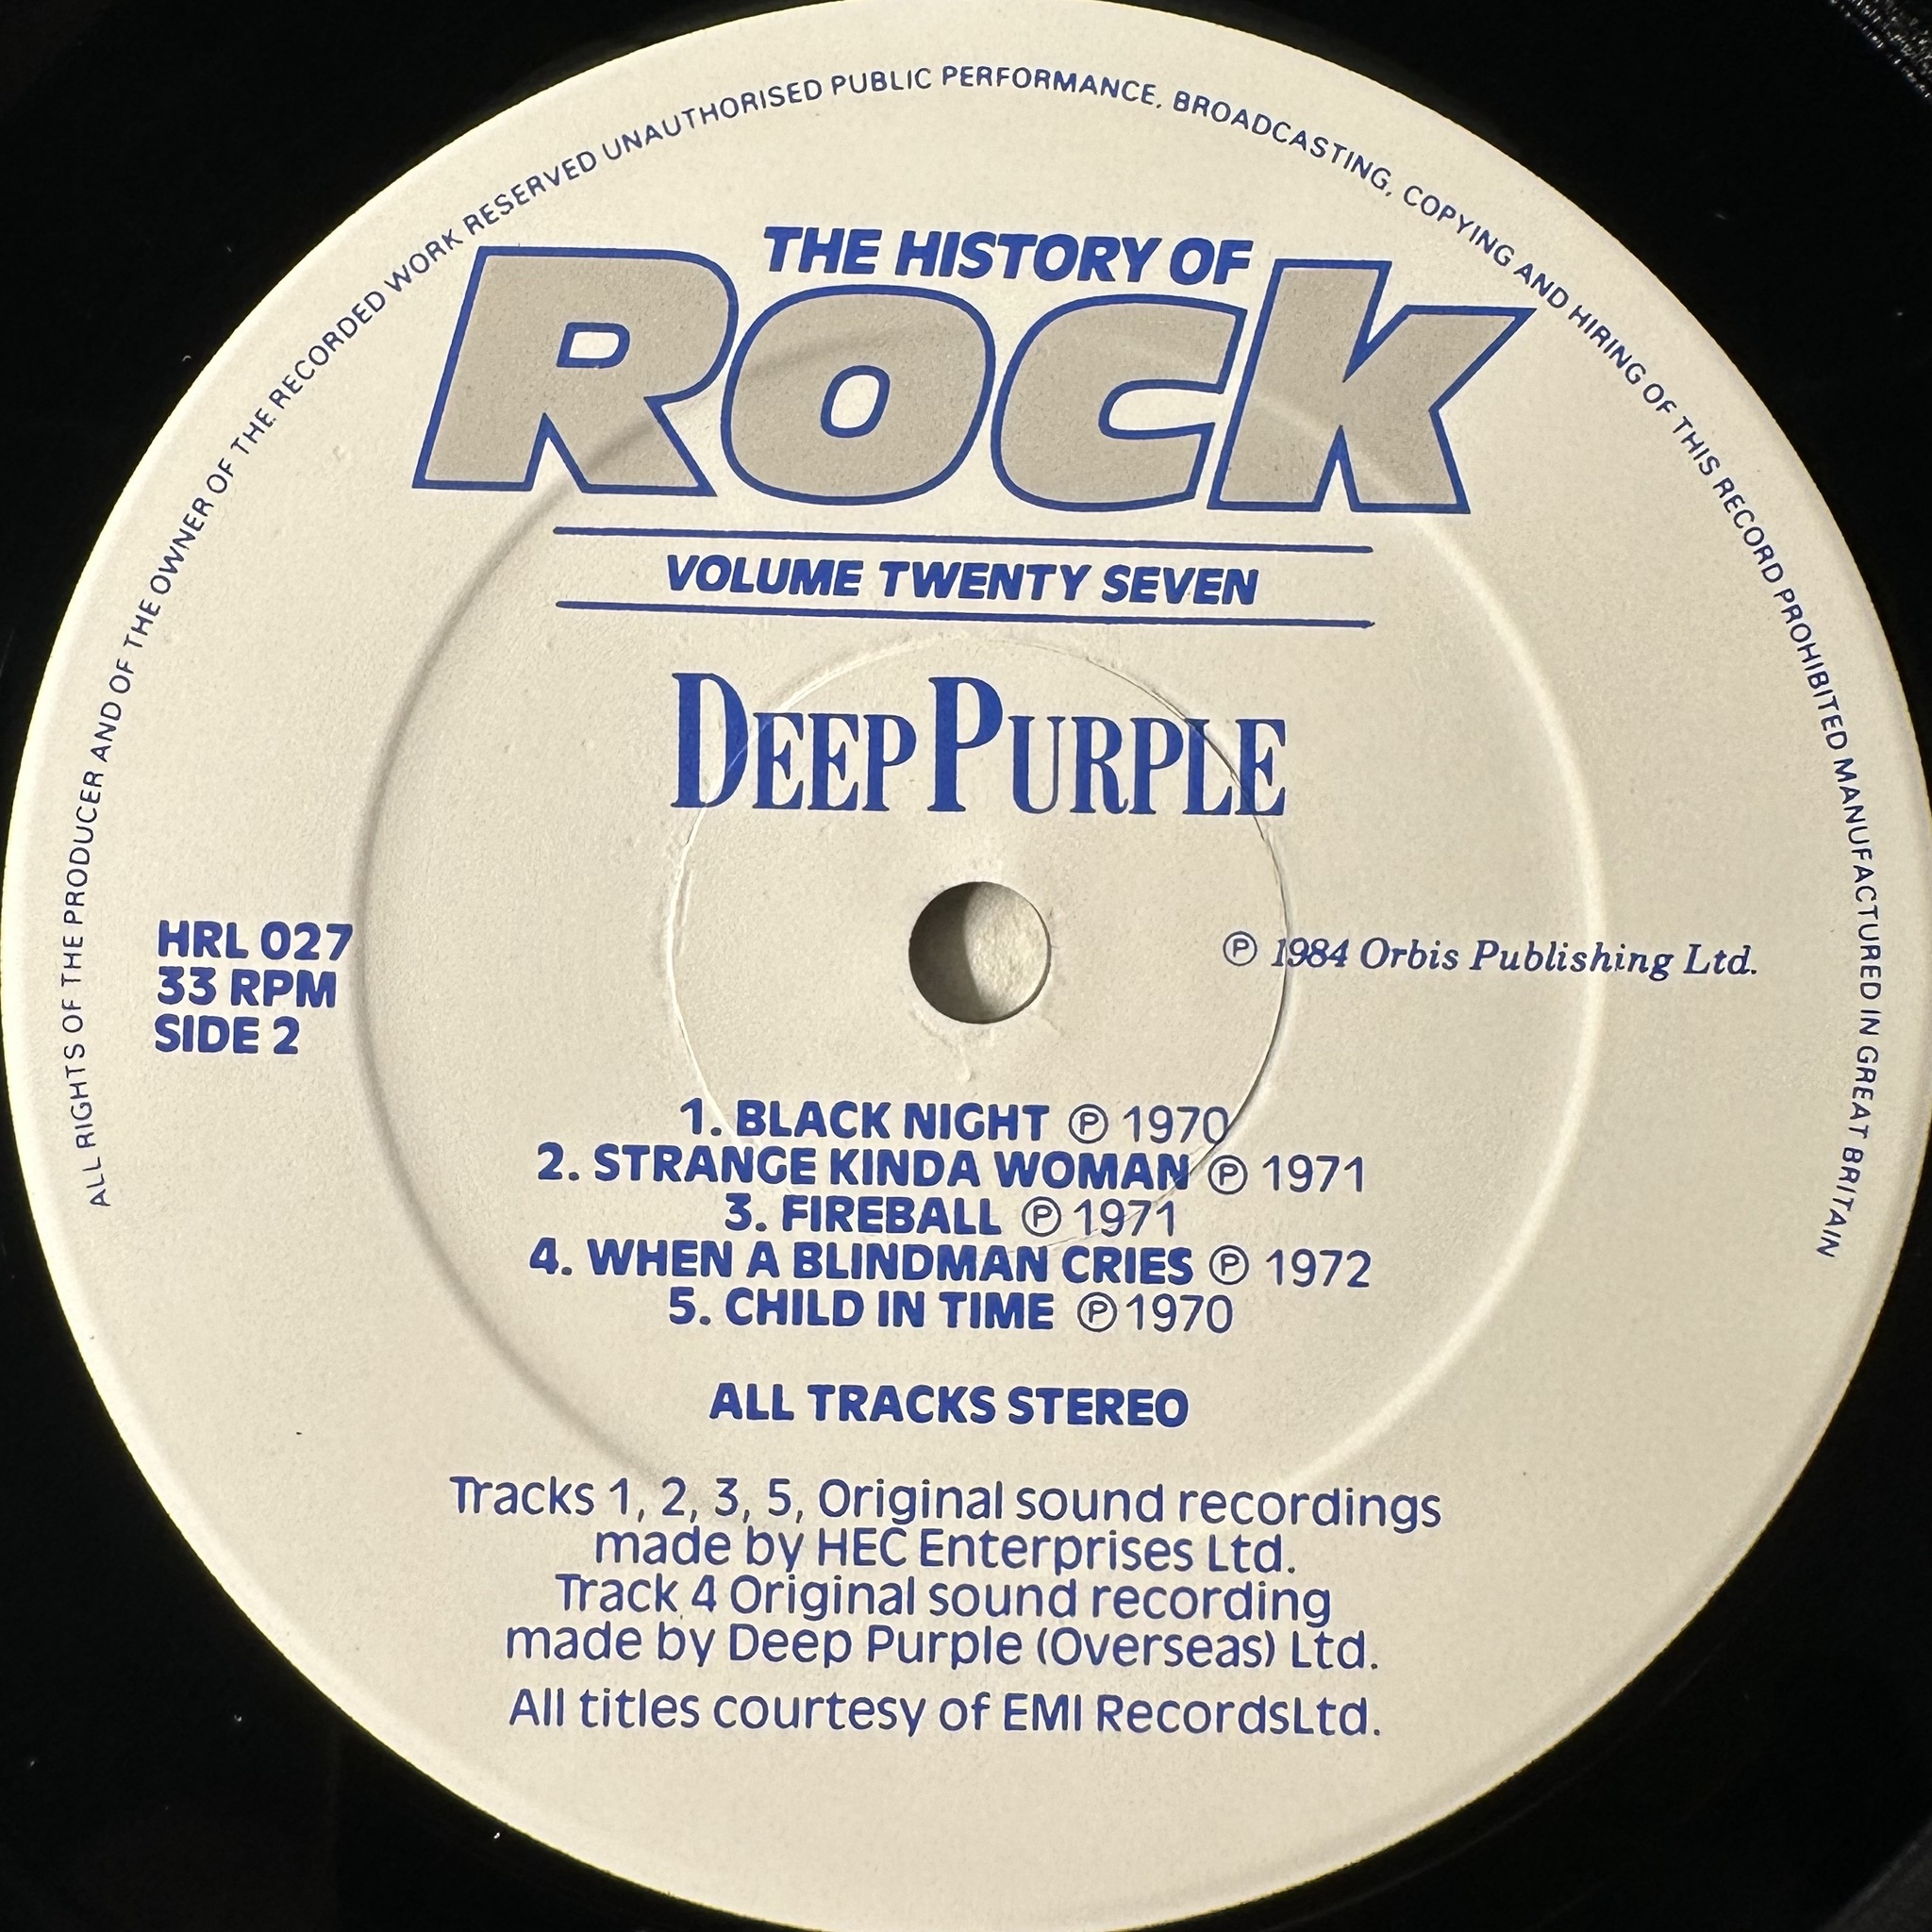 ALL RIGHTS OF THE PRODUCER AND OF THE OWNER OF THE RECORDED WORK RESERVED UNAUTHORISED PUBLIC PERFORMANCE, BROADCASTING, COPYING AND HIRING OF THIS RECORD PROHIBITED MANUFACTURED IN GREAT BRITAIN
THE HISTORY OF
ROCK
VOLUME TWENTY SEVEN
DEEP PURPLE
HRL 027
33 RPM
SIDE 2
℗ 1984 Orbis Publishing Ltd.
1. BLACK NIGHT ℗ 1970
2. STRANGE KINDA WOMAN ℗ 1971
3. FIREBALL ℗ 1971
4. WHEN A BLINDMAN CRIES ℗ 1972
5. CHILD IN TIME ℗ 1970
ALL TRACKS STEREO
Tracks 1, 2, 3, 5, Original sound recordings
made by HEC Enterprises Ltd.
Track 4 Original sound recording
made by Deep Purple (Overseas) Ltd.
All titles courtesy of EMI RecordsLtd.